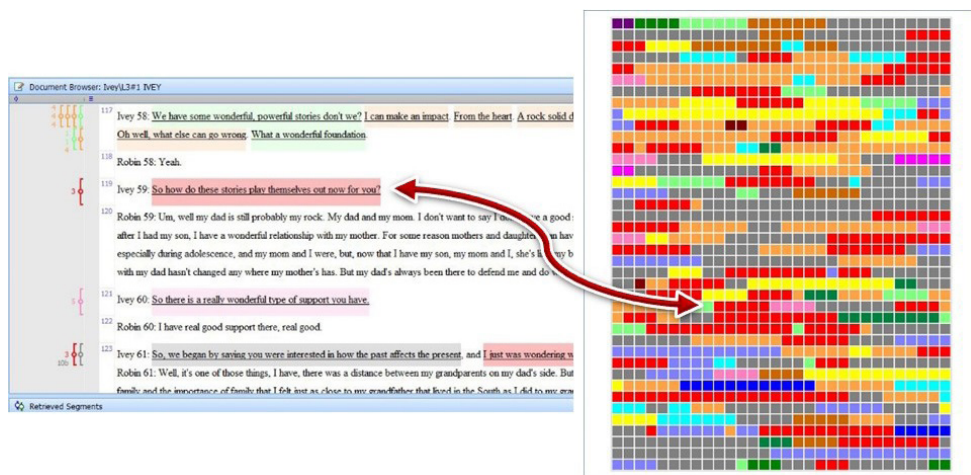 Document Browser: Ivey\L3#1 IVEY
117 Ivey 58: We have some wonderful, powerful stories don't we? I can make an impact. From the heart. A rock solid
Oh well, what else can go wrong. What a wonderful foundation.
118 Robin 58: Yeah.
3 119 Ivey 59: So how do these stories play themselves out now for you?
120 Robin 59: Um, well my dad is still probably my rock. My dad and my mom. I don't want to say I have a good
after I had my son, I have a wonderful relationship with my mother. For some reason mothers and daughters can
especially during adolescence, and my mom and I were, but, now that I have my son, my mom and I, she's
with my dad hasn't changed any where my mother's has. But my dad's always been there to defend me and do
5 121 Ivey 60: So there is a really wonderful type of support you have.
122 Robin 60: I have real good support there, real good.
3 10b 123 Ivey 61: So, we began by saying you were interested in how the past affects the present, and I just was wondering
Robin 61: Well, it's one of those things, I have, there was a distance between my grandparents on my dad's side. But
family and the importance of family that I felt just as close to my grandfather that lived in the South as I did to my
Retrieved Segments